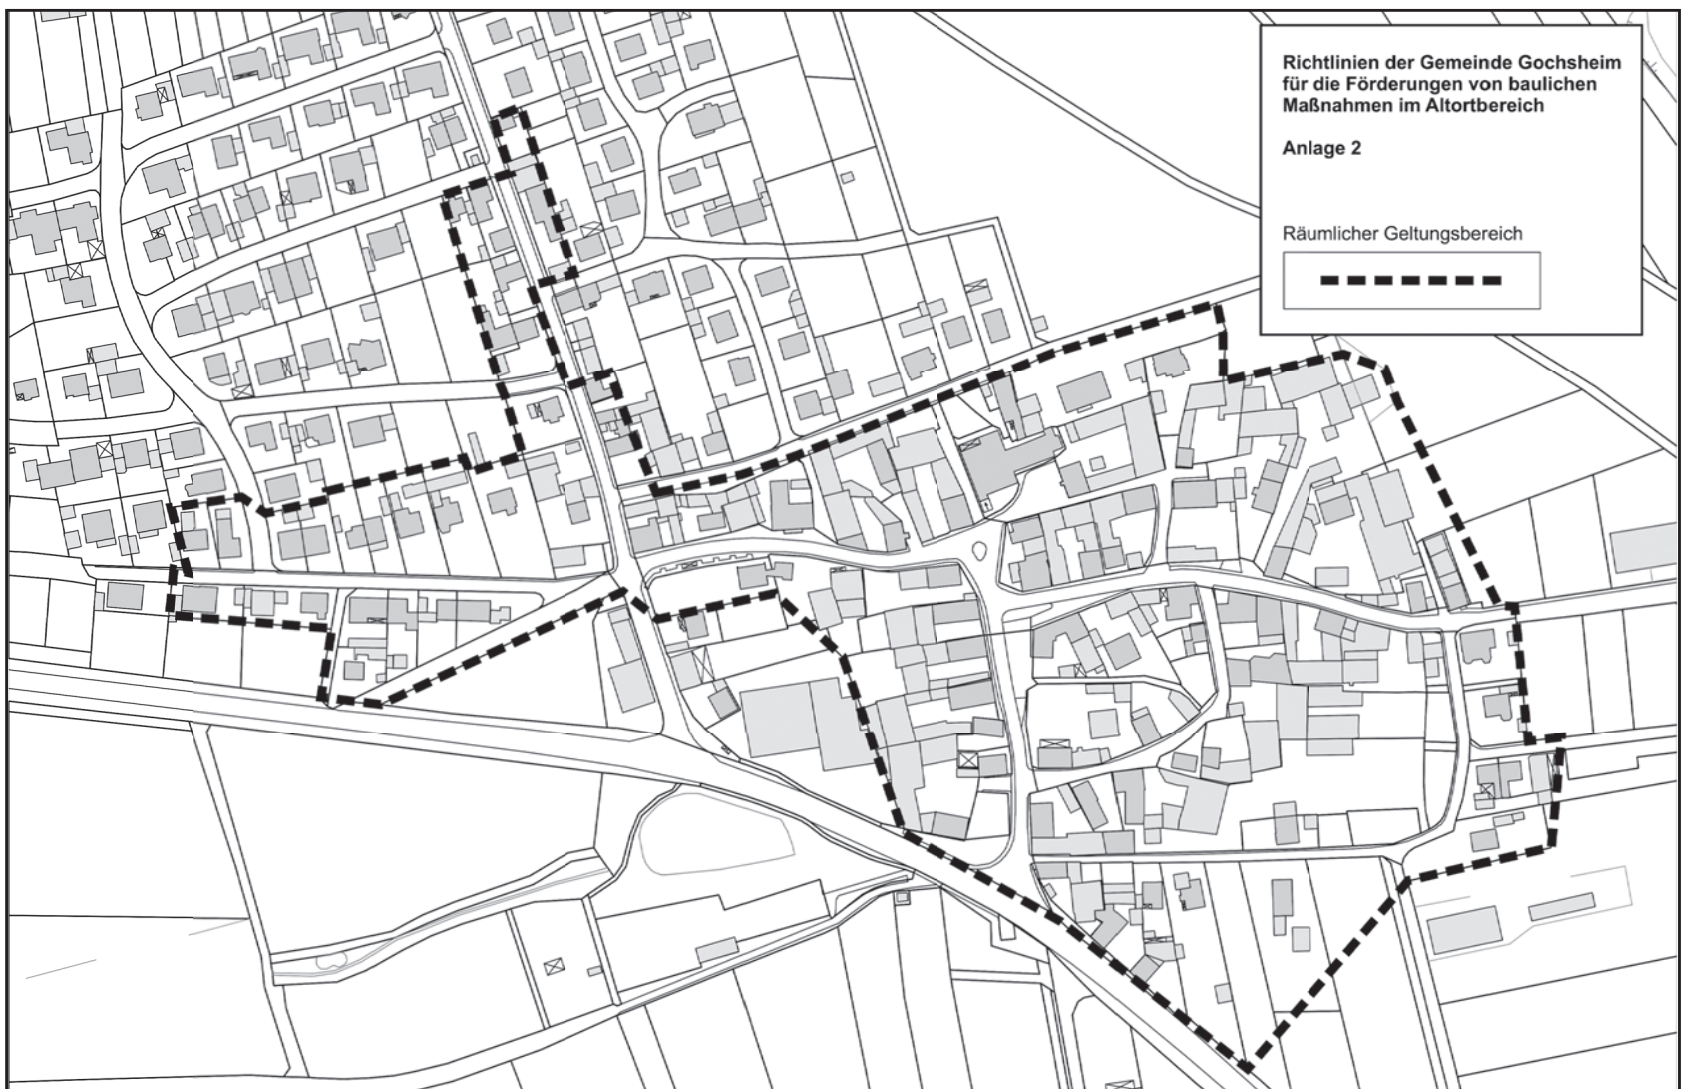 Richtlinien der Gemeinde Gochsheim
für die Förderungen von baulichen
Maßnahmen im Altortbereich
Anlage 2
Räumlicher Geltungsbereich